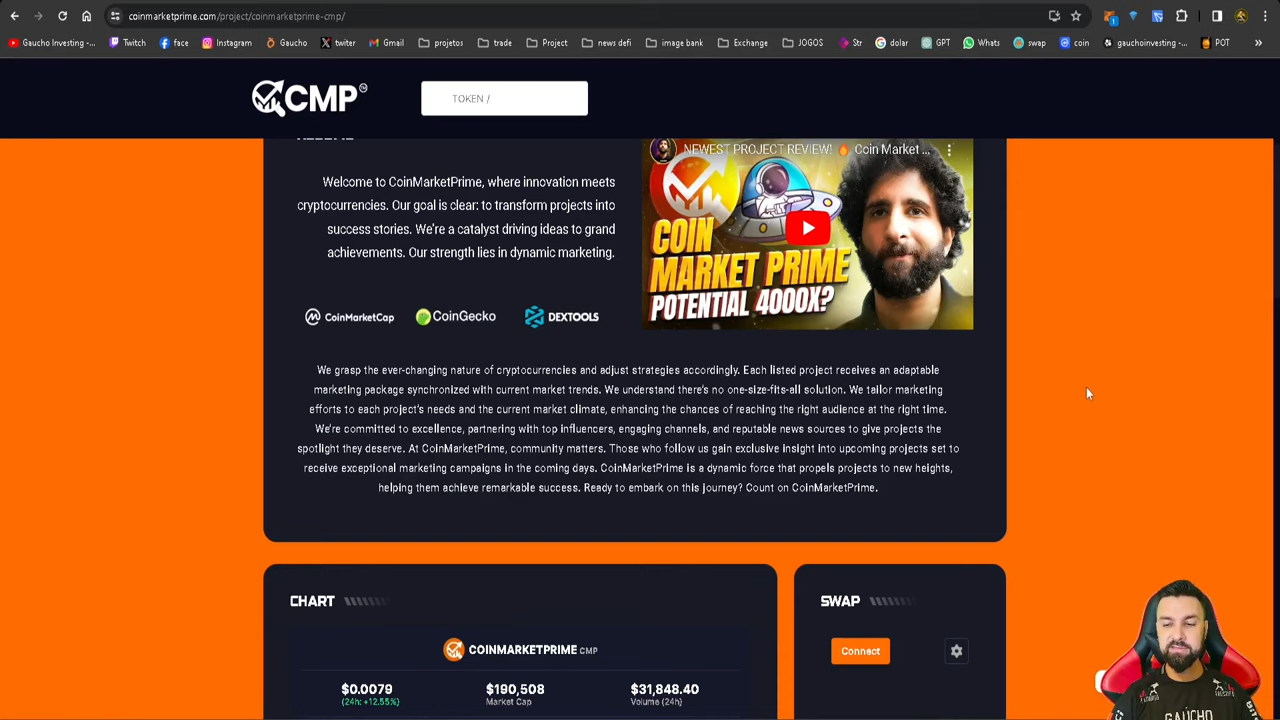 coinmarketprime.com/project/coinmarketprime-cmp/
Gaucho Investing -...
Twitch
face
Instagram
Gaucho
twiter
Gmail
projetos
trade
Project
news defi
image bank
Exchange
JOGOS
Str
dolar
GPT
Whats
swap
coin
gauchoinvesting -...
POT
CMP
TOKEN /
Welcome to CoinMarketPrime, where innovation meets
cryptocurrencies. Our goal is clear: to transform projects into
success stories. We're a catalyst driving ideas to grand
achievements. Our strength lies in dynamic marketing.
NEWEST PROJECT REVIEW! 🔥 Coin Market ...
COIN
MARKET PRIME
POTENTIAL 4000X?
CoinMarketCap
CoinGecko
DEXTOOLS
We grasp the ever-changing nature of cryptocurrencies and adjust strategies accordingly. Each listed project receives an adaptable
marketing package synchronized with current market trends. We understand there's no one-size-fits-all solution. We tailor marketing
efforts to each project's needs and the current market climate, enhancing the chances of reaching the right audience at the right time.
We're committed to excellence, partnering with top influencers, engaging channels, and reputable news sources to give projects the
spotlight they deserve. At CoinMarketPrime, community matters. Those who follow us gain exclusive insight into upcoming projects set to
receive exceptional marketing campaigns in the coming days. CoinMarketPrime is a dynamic force that propels projects to new heights,
helping them achieve remarkable success. Ready to embark on this journey? Count on CoinMarketPrime.
CHART
COINMARKETPRIME CMP
$0.0079
(24h: +12.55%)
$190,508
Market Cap
$31,848.40
Volume (24h)
SWAP
Connect
GAUCHO